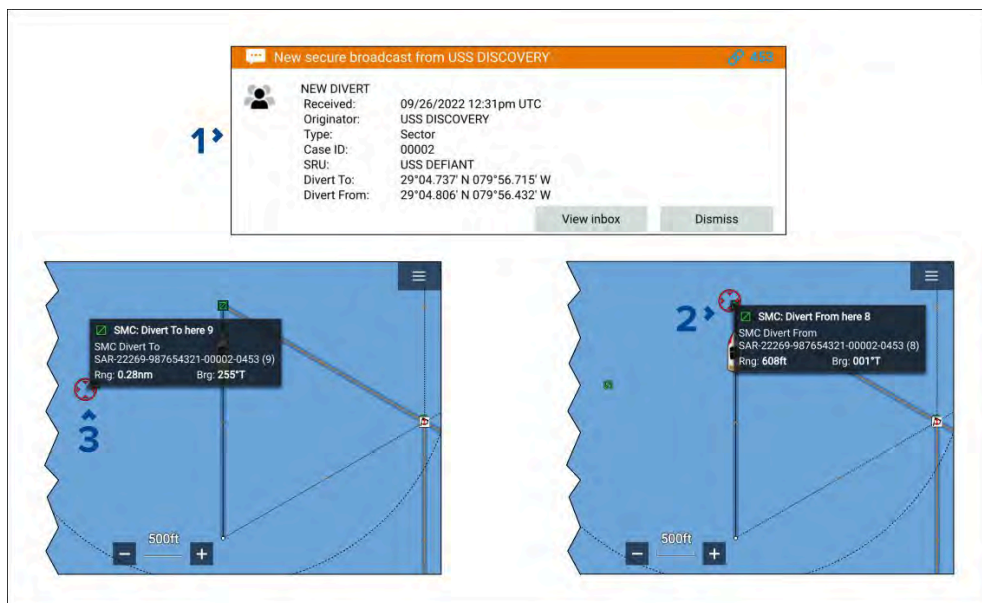 New secure broadcast from USS DISCOVERY 453
NEW DIVERT
Received: 09/26/2022 12:31pm UTC
Originator: USS DISCOVERY
1
Type: Sector
Case ID: 00002
SRU: USS DEFIANT
Divert To: 29°04.737' N 079°56.715' W
Divert From: 29°04.806' N 079°56.432' W
View inbox Dismiss
SMC: Divert To here 9
SMC Divert To
SAR-22269-987654321-00002-0453 (9)
Rng: 0.28nm Brg: 255°T
3
500ft
2
SMC: Divert From here 8
SMC Divert From
SAR-22269-987654321-00002-0453 (8)
Rng: 608ft Brg: 001°T
500ft